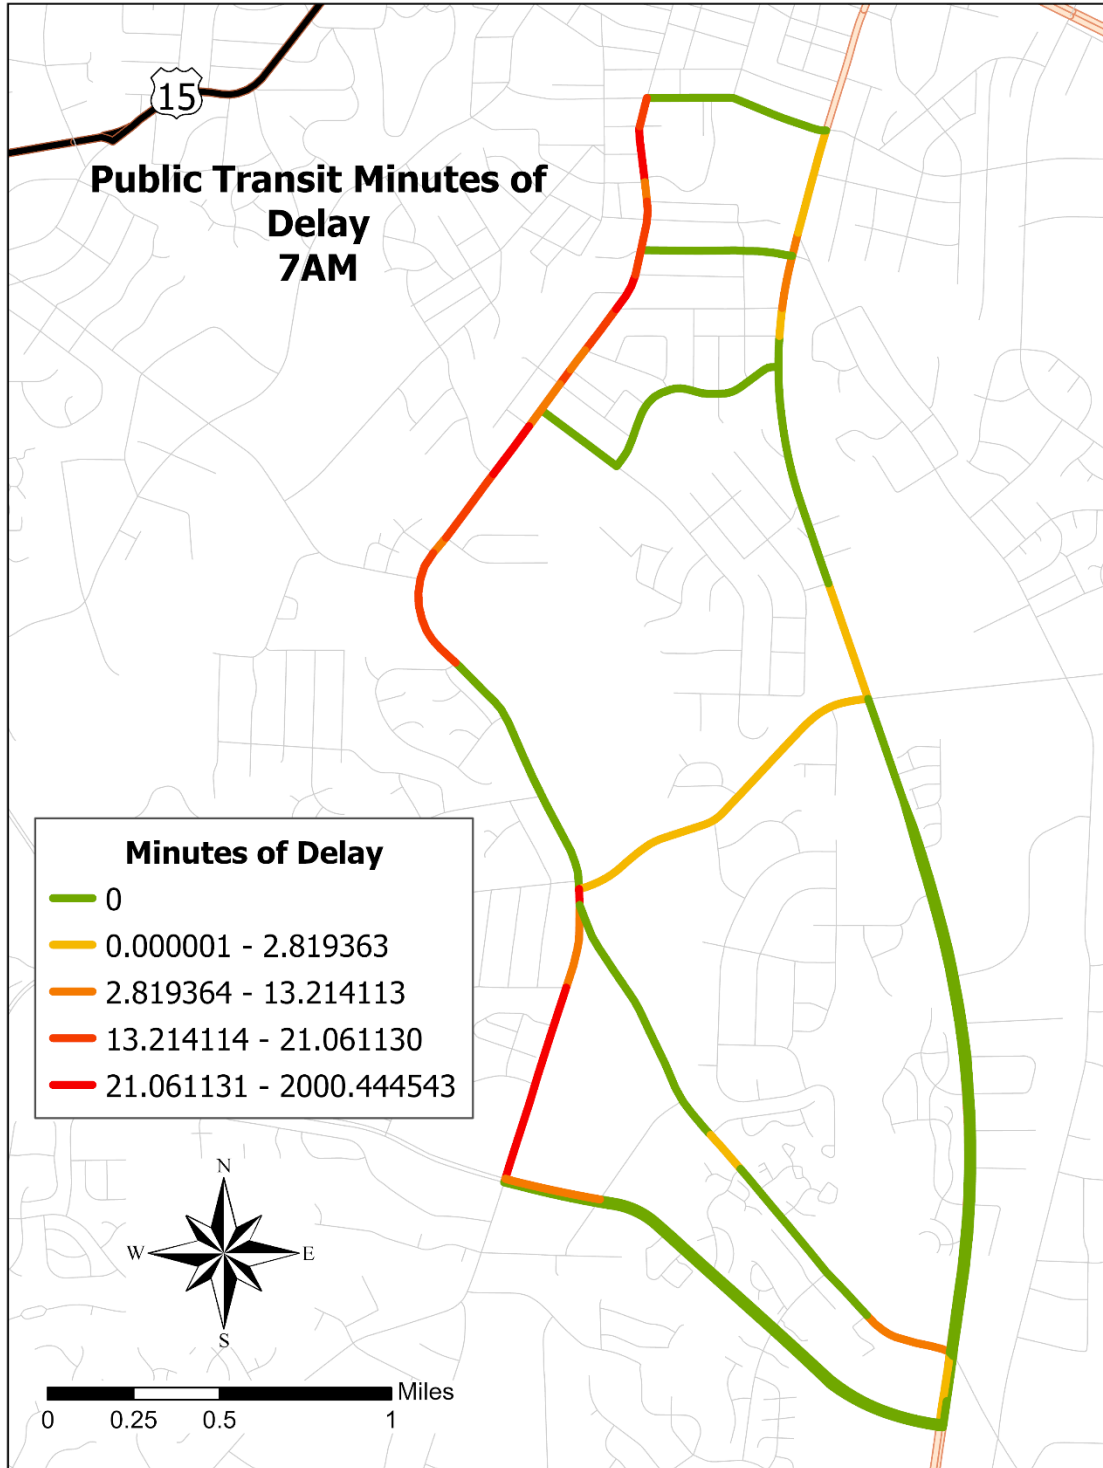 15
Public Transit Minutes of
Delay
7AM
Minutes of Delay
0
0.000001 - 2.819363
2.819364 - 13.214113
13.214114 - 21.061130
21.061131 - 2000.444543
N
W E
S
Miles
0 0.25 0.5 1